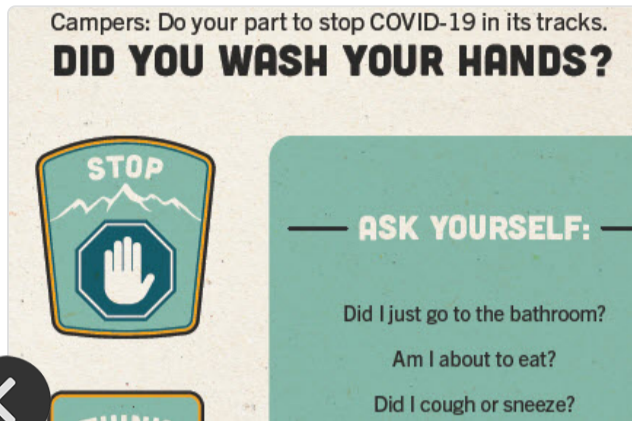 Campers: Do your part to stop COVID-19 in its tracks.
DID YOU WASH YOUR HANDS?
STOP
ASK YOURSELF:
Did I just go to the bathroom?
Am I about to eat?
Did I cough or sneeze?